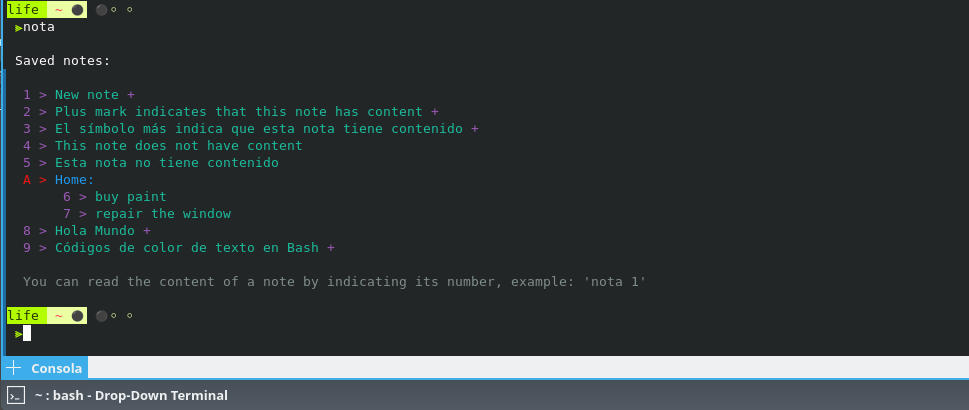 life ~
nota
Saved notes:
1 > New note +
2 > Plus mark indicates that this note has content +
3 > El símbolo más indica que esta nota tiene contenido +
4 > This note does not have content
5 > Esta nota no tiene contenido
A > Home:
6 > buy paint
7 > repair the window
8 > Hola Mundo +
9 > Códigos de color de texto en Bash +
You can read the content of a note by indicating its number, example: 'nota 1'
life ~
Consola
~ : bash - Drop-Down Terminal